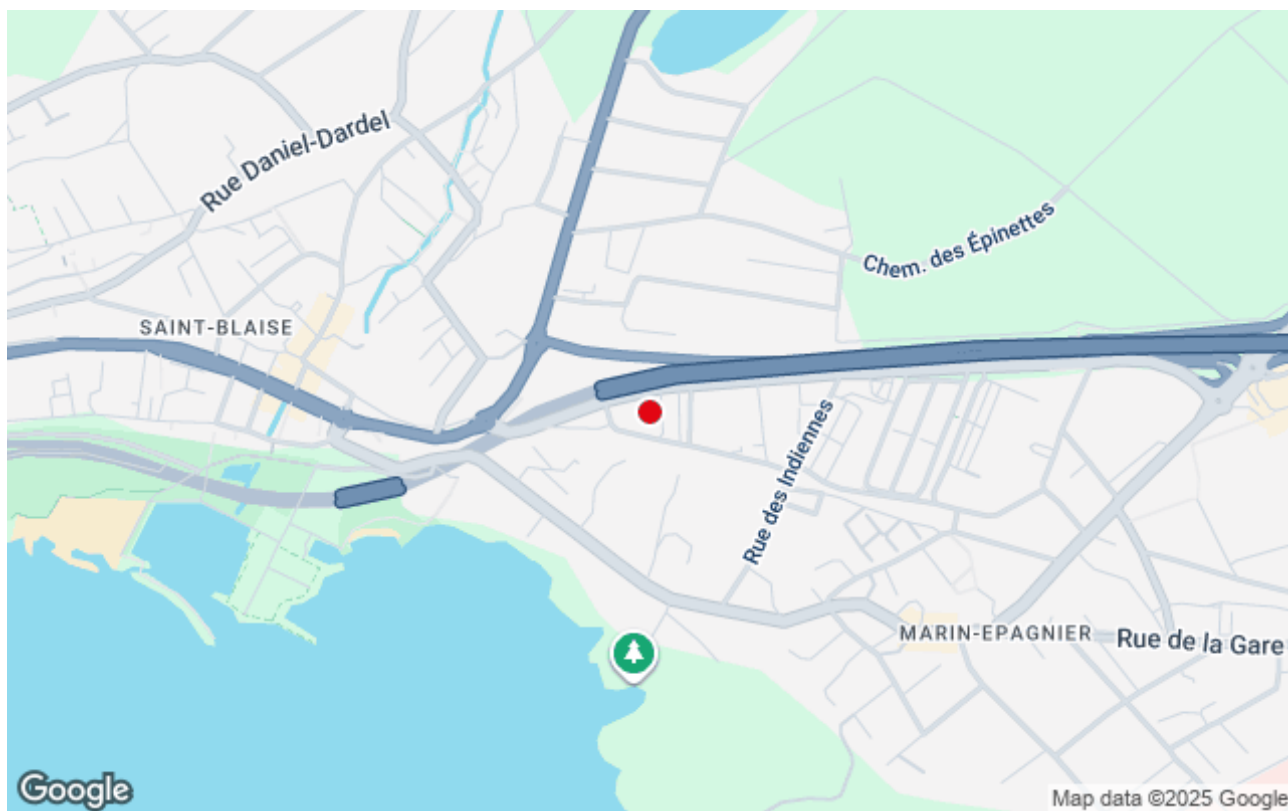 Rue Daniel-Dardel
Chem. des Épinettes
SAINT-BLAISE
Rue des Indiennes
MARIN-EPAGNIER
Rue de la Gare
Google
Map data ©2025 Google